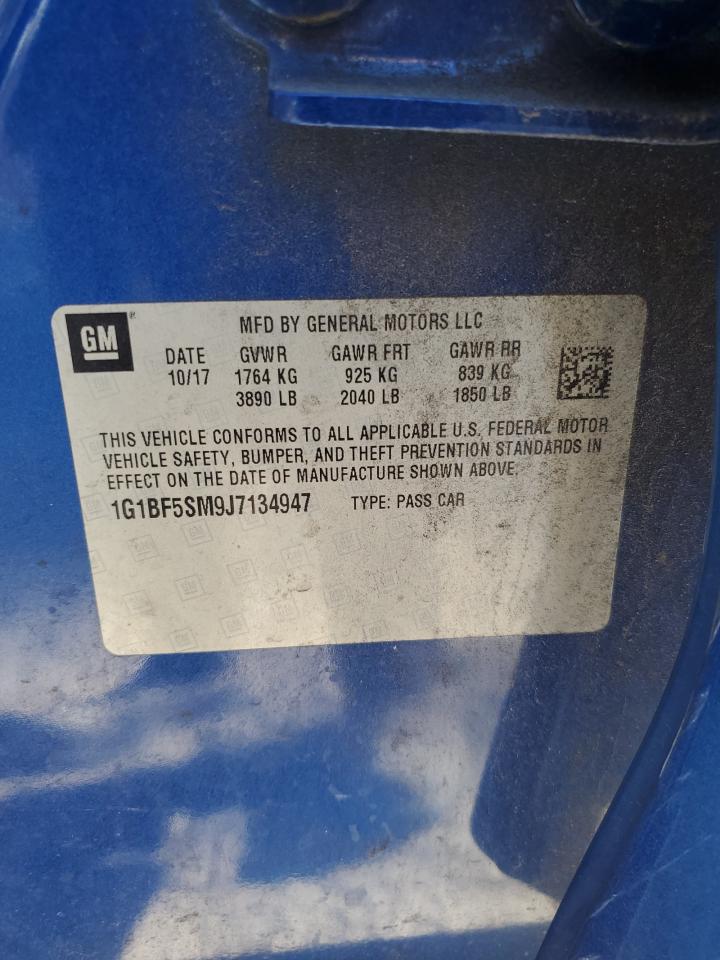 GM
MFD BY GENERAL MOTORS LLC
DATE GVWR GAWR FRT GAWR RR
10/17 1764 KG 925 KG 839 KG
3890 LB 2040 LB 1850 LB
THIS VEHICLE CONFORMS TO ALL APPLICABLE U.S. FEDERAL MOTOR
VEHICLE SAFETY, BUMPER, AND THEFT PREVENTION STANDARDS IN
EFFECT ON THE DATE OF MANUFACTURE SHOWN ABOVE.
1G1BF5SM9J7134947 TYPE: PASS CAR